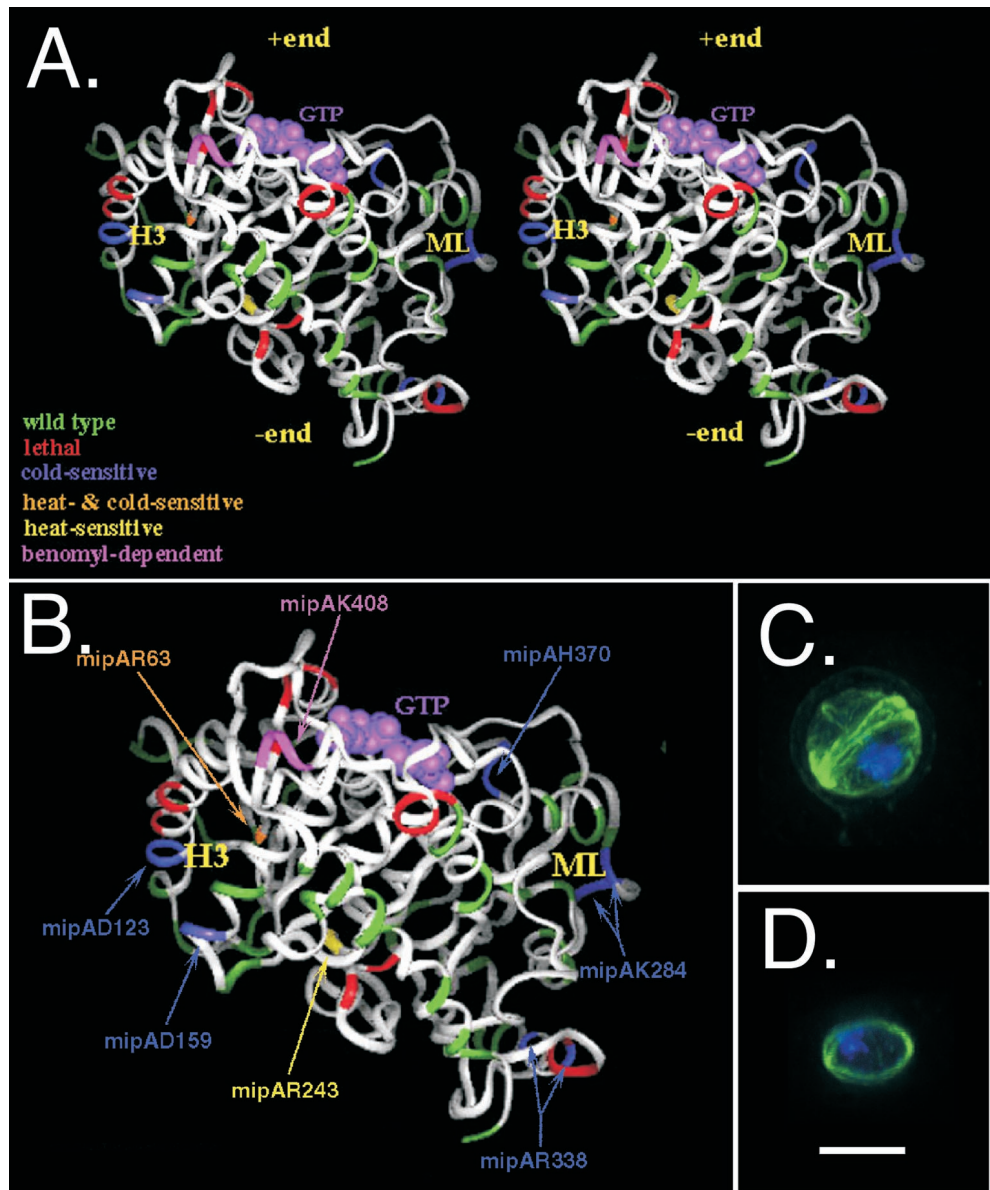 A.
+end
+end
GTP
GTP
H3
ML
H3
ML
-end
-end
wild type
lethal
cold-sensitive
heat- & cold-sensitive
heat-sensitive
benomyl-dependent
B.
mipAK408
mipAR63
mipAH370
GTP
H3
ML
mipAD123
mipAK284
mipAD159
mipAR243
mipAR338
C.
D.